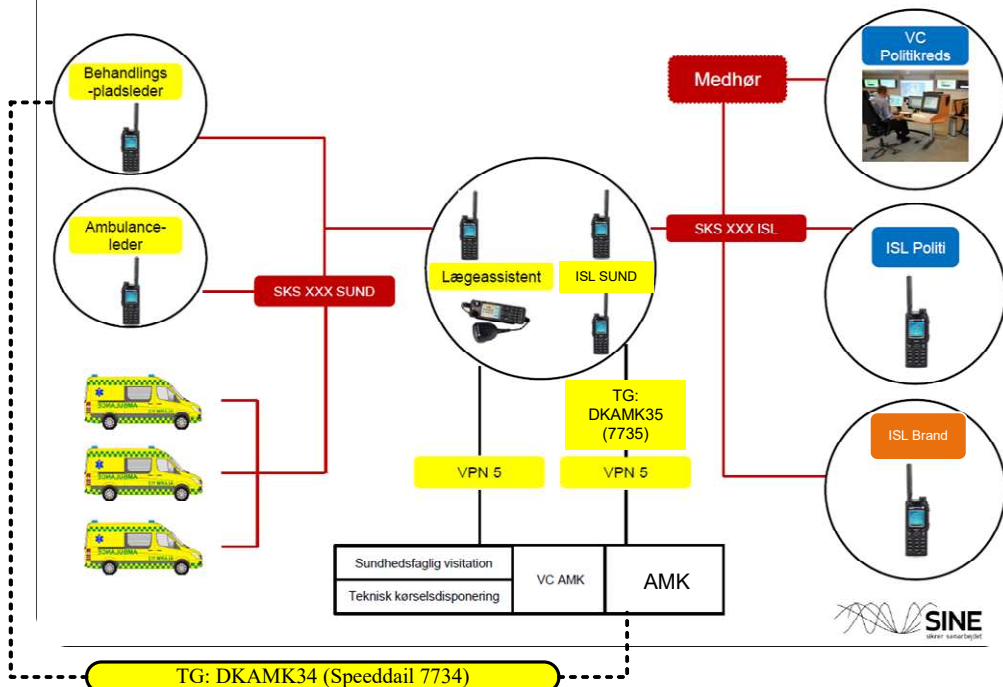 Behandlings
-pladsleder
Ambulance-
leder
SKS XXX SUND
Lægeassistent
ISL SUND
Medhør
VC
Politikreds
SKS XXX ISL
ISL Politi
ISL Brand
TG:
DKAMK35
(7735)
VPN 5
VPN 5
Sundhedsfaglig visitation
Teknisk kørselsdisponering
VC AMK
AMK
SINE
sikrer samarbejdet
TG: DKAMK34 (Speeddail 7734)